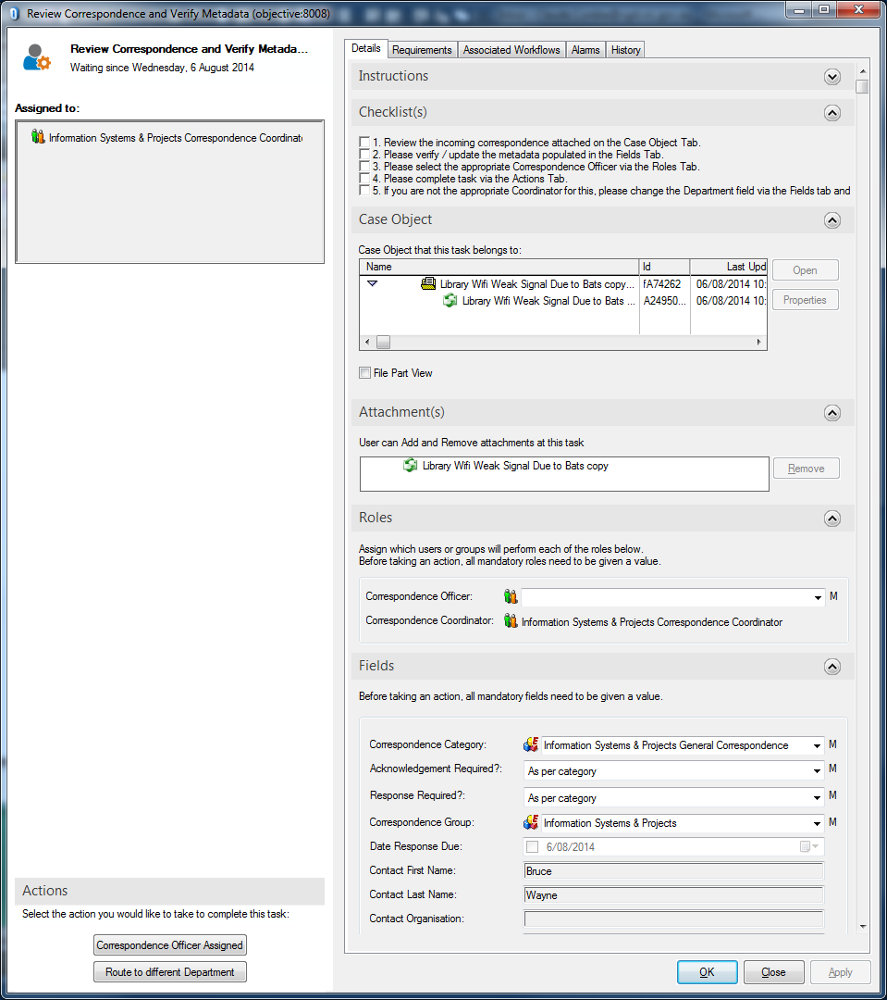 Review Correspondence and Verify Metadata (objective:8008)
Review Correspondence and Verify Metada...
Waiting since Wednesday, 6 August 2014
Assigned to:
Information Systems & Projects Correspondence Coordinat
Details Requirements Associated Workflows Alarms History
Instructions
Checklist(s)
1. Review the incoming correspondence attached on the Case Object Tab.
2. Please verify / update the metadata populated in the Fields Tab.
3. Please select the appropriate Correspondence Officer via the Roles Tab.
4. Please complete task via the Actions Tab.
5. If you are not the appropriate Coordinator for this, please change the Department field via the Fields tab and
Case Object
Case Object that this task belongs to:
Name Id Last Upd
Library Wifi Weak Signal Due to Bats copy... fA74262 06/08/2014 10:
Library Wifi Weak Signal Due to Bats ... A24950... 06/08/2014 10:
Open
Properties
File Part View
Attachment(s)
User can Add and Remove attachments at this task
Library Wifi Weak Signal Due to Bats copy
Remove
Roles
Assign which users or groups will perform each of the roles below.
Before taking an action, all mandatory roles need to be given a value.
Correspondence Officer: M
Correspondence Coordinator: Information Systems & Projects Correspondence Coordinator
Fields
Before taking an action, all mandatory fields need to be given a value.
Correspondence Category: Information Systems & Projects General Correspondence M
Acknowledgement Required?: As per category M
Response Required?: As per category M
Correspondence Group: Information Systems & Projects M
Date Response Due: 6/08/2014
Contact First Name: Bruce
Contact Last Name: Wayne
Contact Organisation:
Actions
Select the action you would like to take to complete this task:
Correspondence Officer Assigned
Route to different Department
OK Close Apply